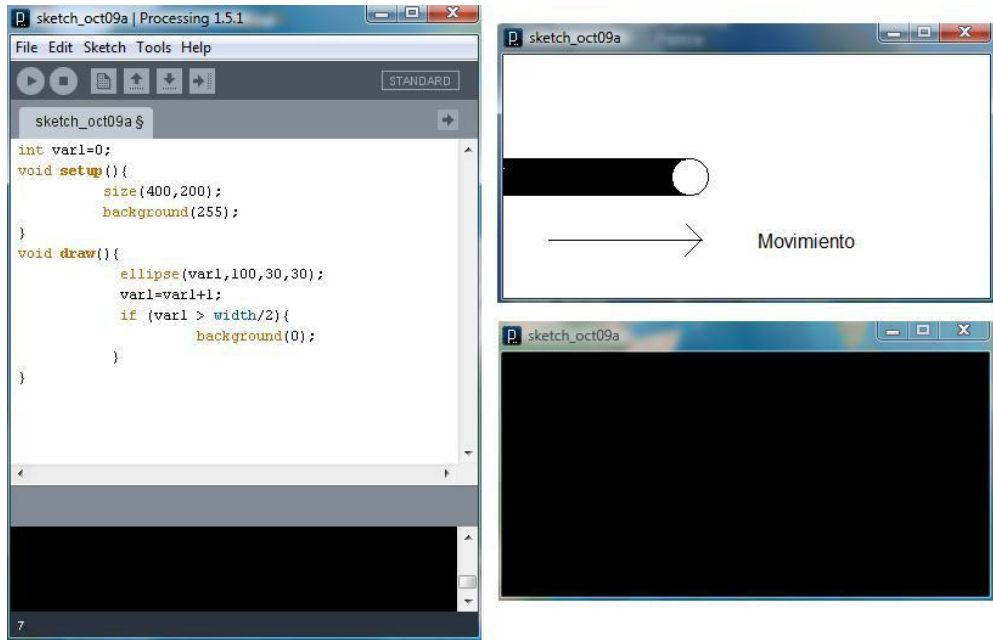 sketch_oct09a | Processing 1.5.1
File Edit Sketch Tools Help
STANDARD
sketch_oct09a §
int var1=0;
void setup(){
size(400,200);
background(255);
}
void draw(){
ellipse(var1,100,30,30);
var1=var1+1;
if (var1 > width/2){
background(0);
}
}
7
sketch_oct09a
Movimiento
sketch_oct09a